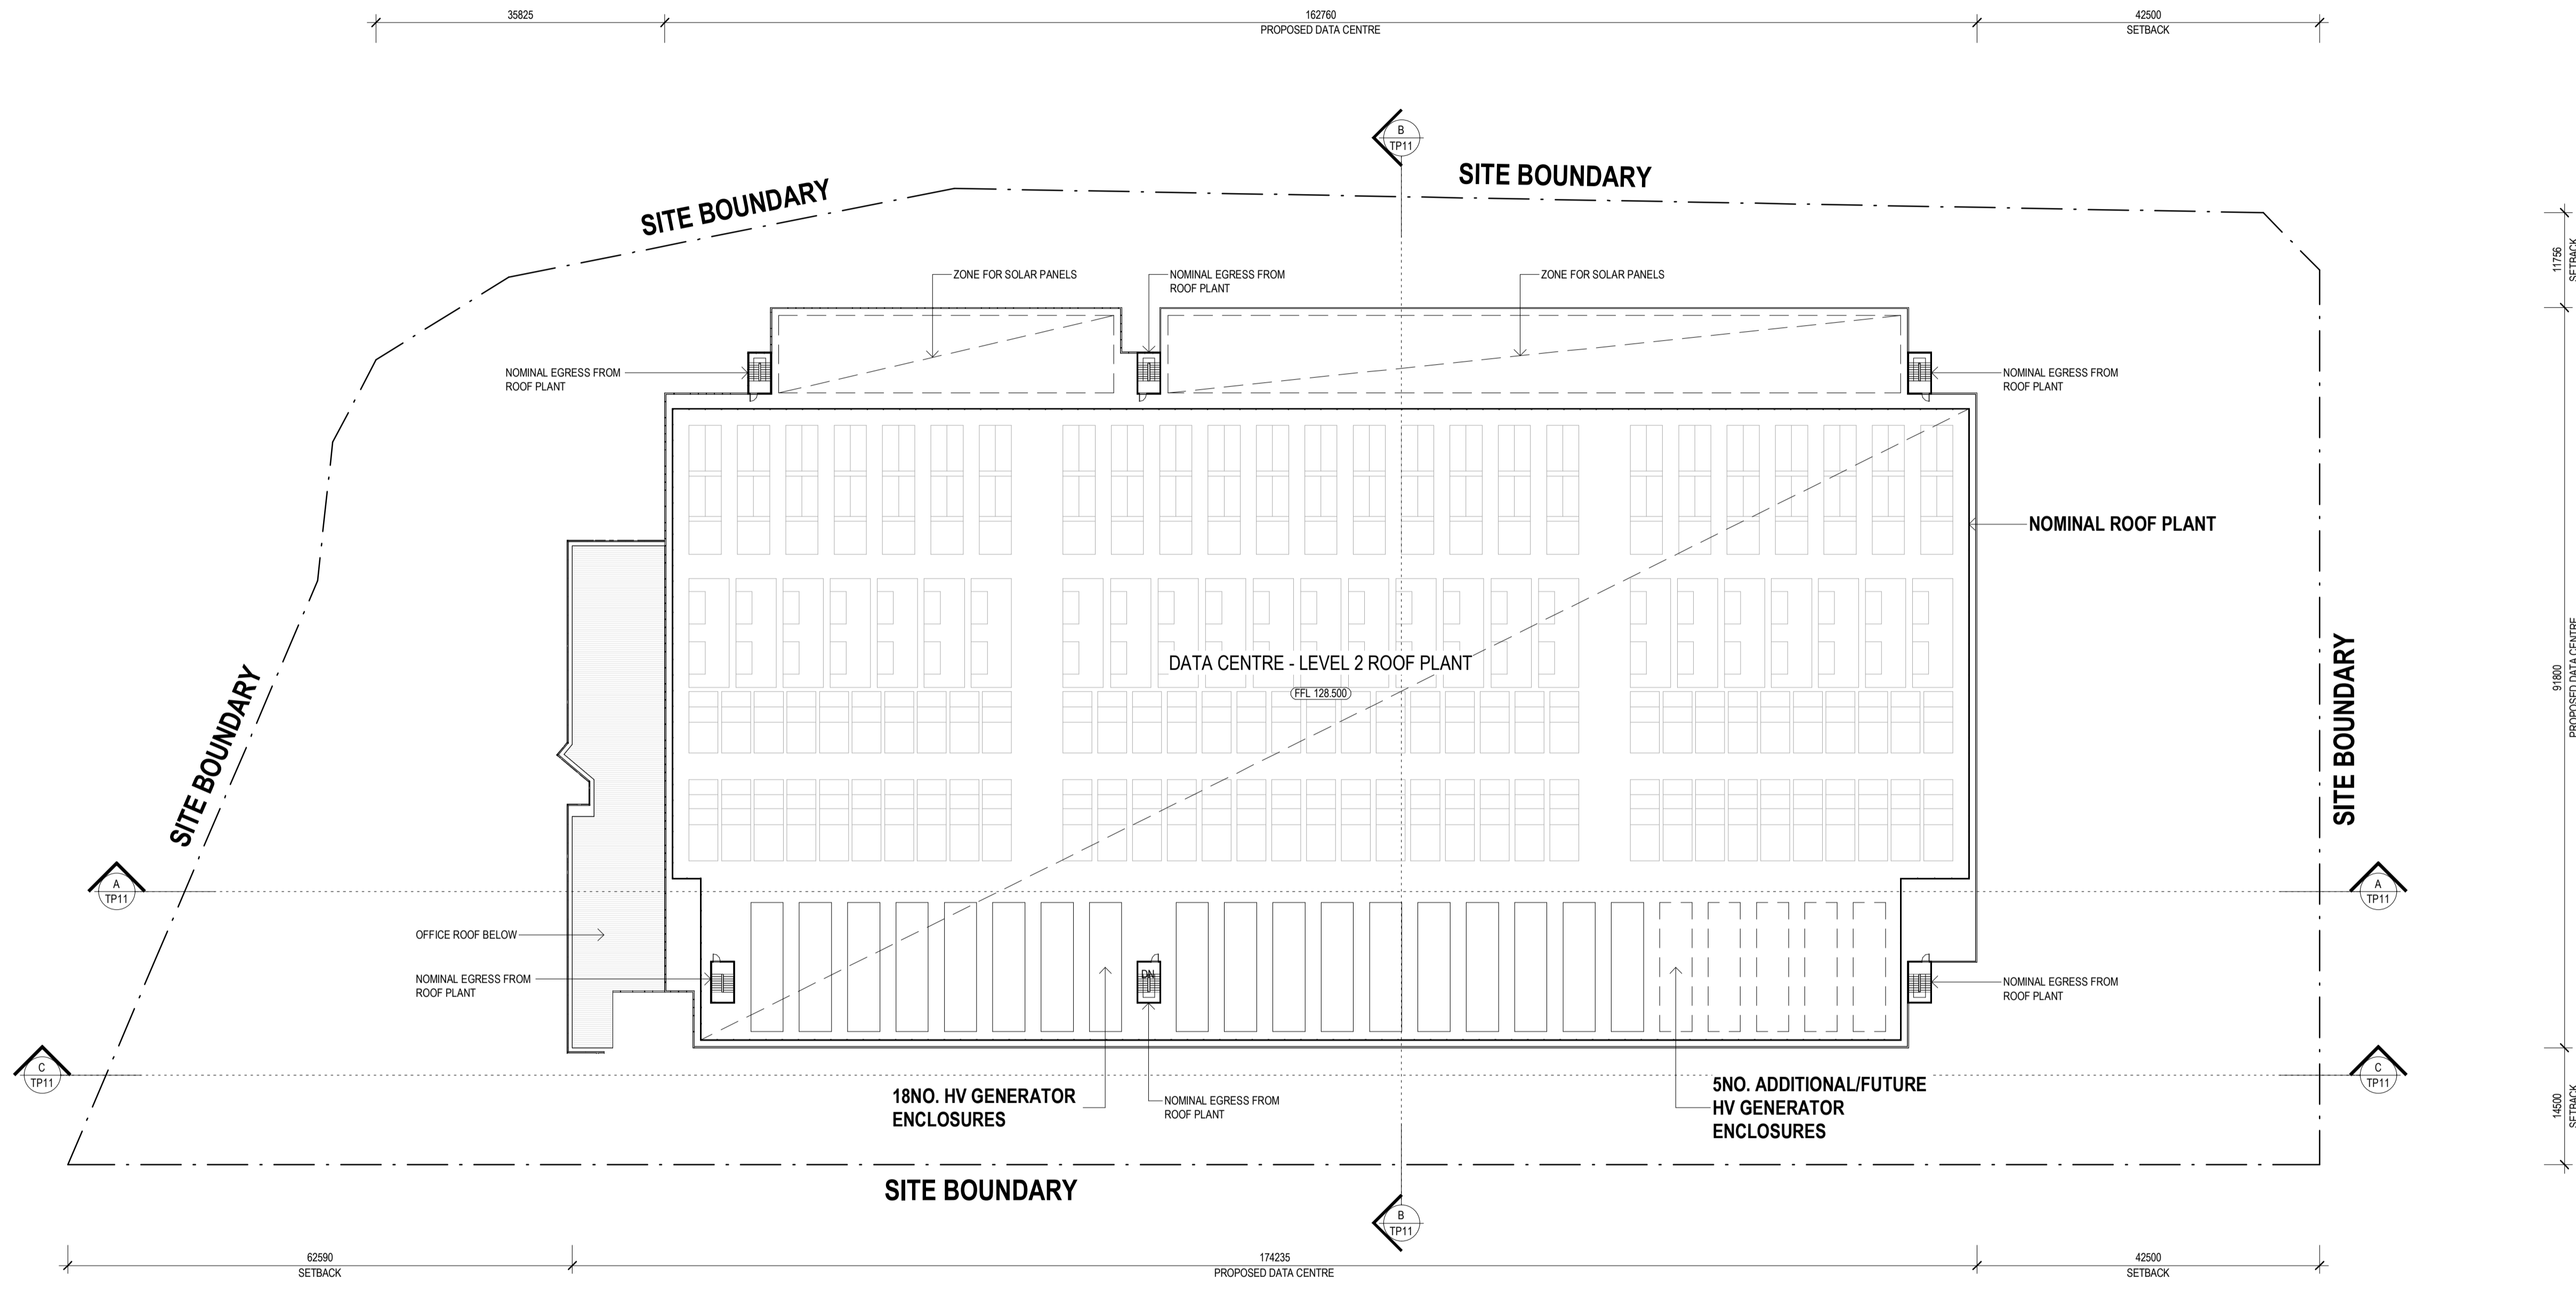 35825
162760
PROPOSED DATA CENTRE
42500
SETBACK
B
TP11
SITE BOUNDARY
SITE BOUNDARY
11756
SETBACK
ZONE FOR SOLAR PANELS
NOMINAL EGRESS FROM
ROOF PLANT
ZONE FOR SOLAR PANELS
NOMINAL EGRESS FROM
ROOF PLANT
NOMINAL EGRESS FROM
ROOF PLANT
NOMINAL ROOF PLANT
DATA CENTRE - LEVEL 2 ROOF PLANT
FFL 128.500
91800
PROPOSED DATA CENTRE
SITE BOUNDARY
SITE BOUNDARY
A
TP11
A
TP11
OFFICE ROOF BELOW
NOMINAL EGRESS FROM
ROOF PLANT
DN
NOMINAL EGRESS FROM
ROOF PLANT
C
TP11
18NO. HV GENERATOR
ENCLOSURES
NOMINAL EGRESS FROM
ROOF PLANT
5NO. ADDITIONAL/FUTURE
HV GENERATOR
ENCLOSURES
C
TP11
14500
SETBACK
SITE BOUNDARY
B
TP11
62590
SETBACK
174235
PROPOSED DATA CENTRE
42500
SETBACK